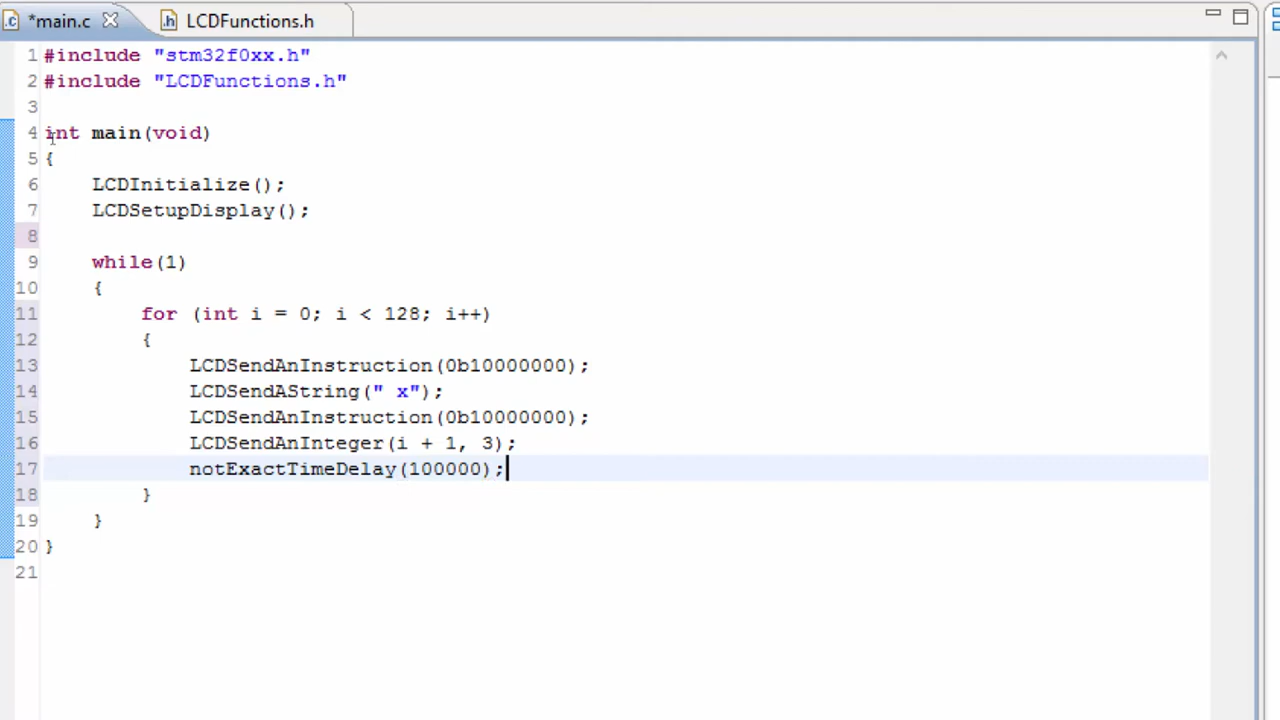 *main.c LCDFunctions.h
1 #include "stm32f0xx.h"
2 #include "LCDFunctions.h"
3
4 int main(void)
5 {
6 LCDInitialize();
7 LCDSetupDisplay();
8
9 while(1)
10 {
11 for (int i = 0; i < 128; i++)
12 {
13 LCDSendAnInstruction(0b10000000);
14 LCDSendAString(" x");
15 LCDSendAnInstruction(0b10000000);
16 LCDSendAnInteger(i + 1, 3);
17 notExactTimeDelay(100000);
18 }
19 }
20 }
21